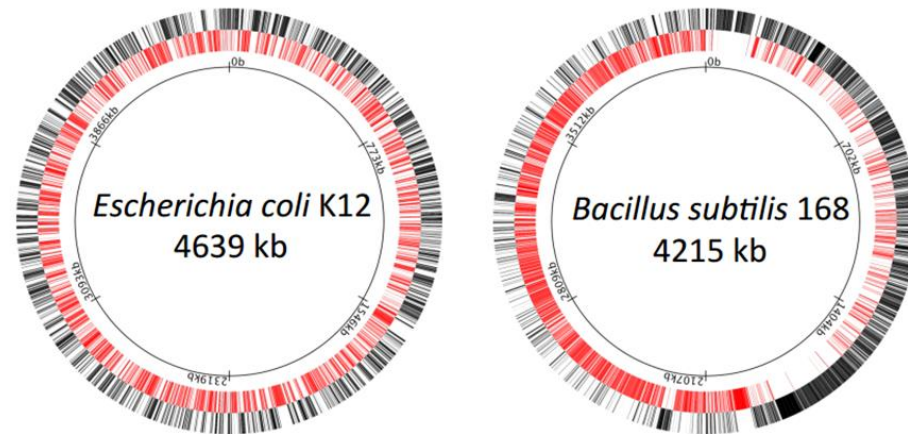 0b
773kb
1546kb
2319kb
3093kb
3866kb
Escherichia coli K12
4639 kb
0b
702kb
1404kb
2107kb
2809kb
3512kb
Bacillus subtilis 168
4215 kb